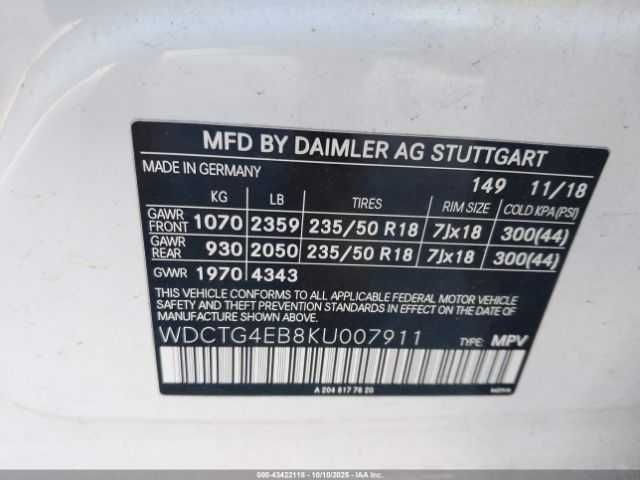 MFD BY DAIMLER AG STUTTGART
MADE IN GERMANY
149 11/18
KG LB TIRES RIM SIZE COLD KPA(PSI)
GAWR FRONT 1070 2359 235/50 R18 7Jx18 300(44)
GAWR REAR 930 2050 235/50 R18 7Jx18 300(44)
GVWR 1970 4343
THIS VEHICLE CONFORMS TO ALL APPLICABLE FEDERAL MOTOR VEHICLE
SAFETY AND THEFT PREVENTION STANDARDS IN EFFECT ON THE DATE
OF MANUFACTURE SHOWN ABOVE.
WDCTG4EB8KU007911 TYPE: MPV
A 204 817 78 20
000-43422118 - 10/10/2025 - IAAI.COM